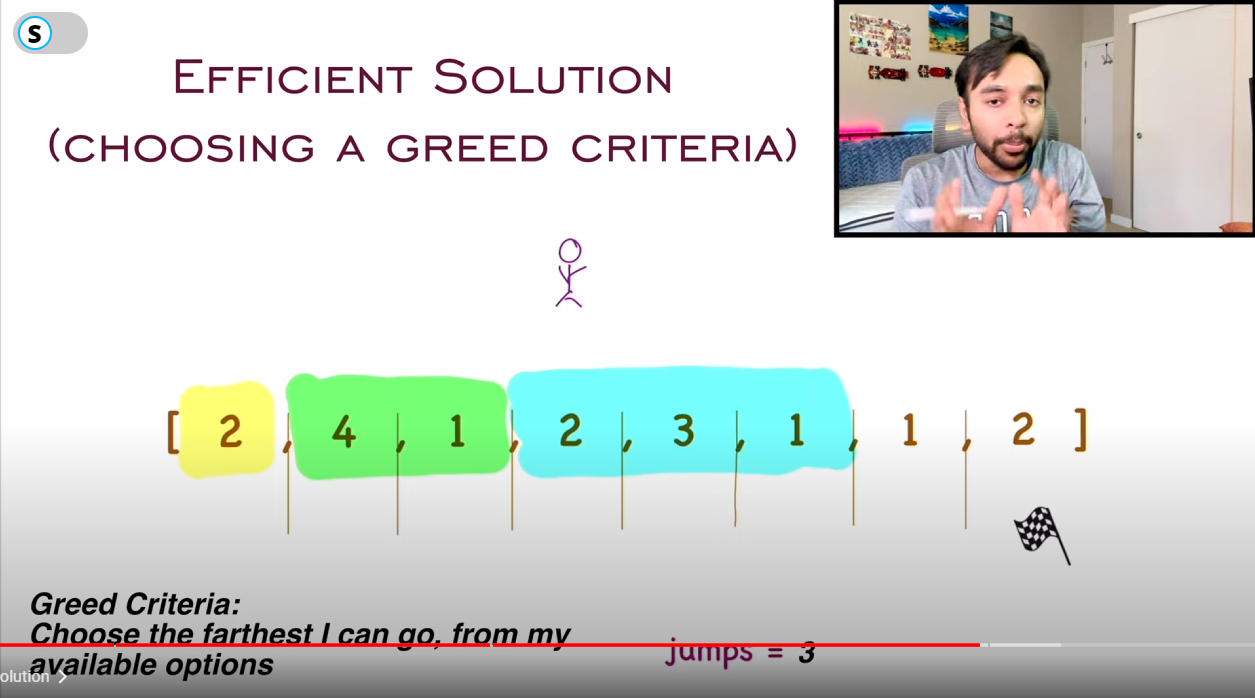 S
EFFICIENT SOLUTION
(CHOOSING A GREED CRITERIA)
[ 2 , 4 , 1 , 2 , 3 , 1 , 1 , 2 ]
Greed Criteria:
Choose the farthest I can go, from my
available options
jumps = 3
olution >